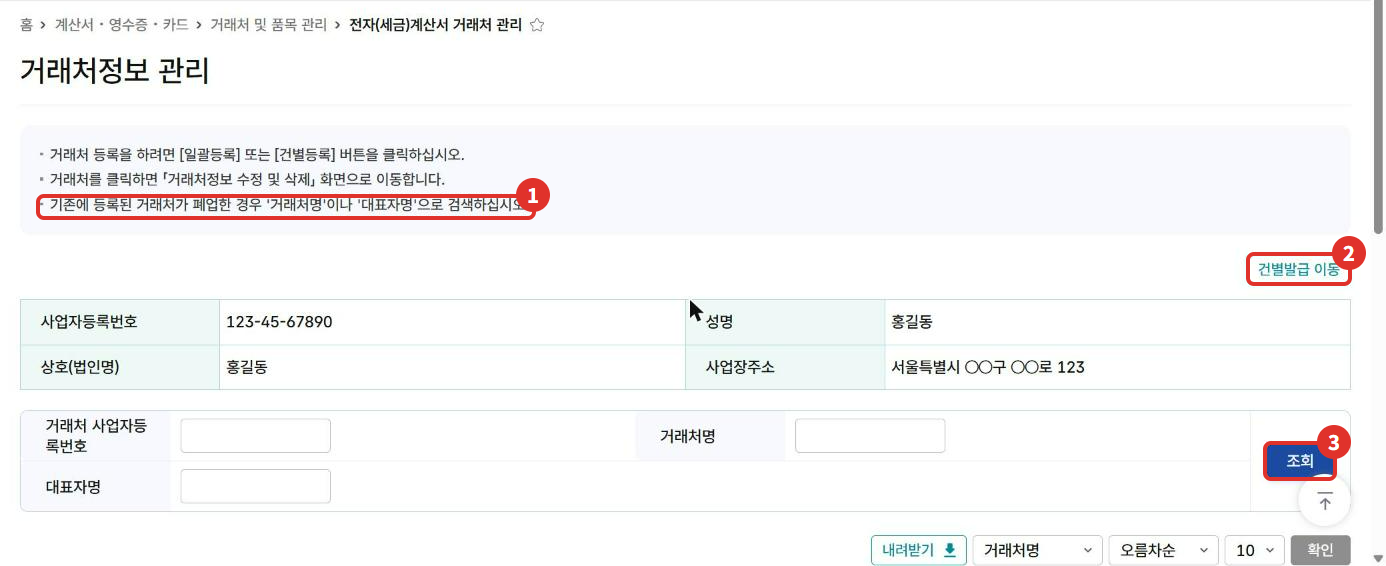 홈 > 계산서・영수증・카드 > 거래처 및 품목 관리 > 전자(세금)계산서 거래처 관리
거래처정보 관리
거래처 등록을 하려면 [일괄등록] 또는 [건별등록] 버튼을 클릭하십시오.
거래처를 클릭하면 「거래처정보 수정 및 삭제」 화면으로 이동합니다.
기존에 등록된 거래처가 폐업한 경우 '거래처명'이나 '대표자명'으로 검색하십시오
1
건별발급 이동
2
사업자등록번호 123-45-67890 성명 홍길동
상호(법인명) 홍길동 사업장주소 서울특별시 〇〇구 〇〇로 123
거래처 사업자등
록번호
거래처명
조회
3
대표자명
내려받기 거래처명 오름차순 10 확인